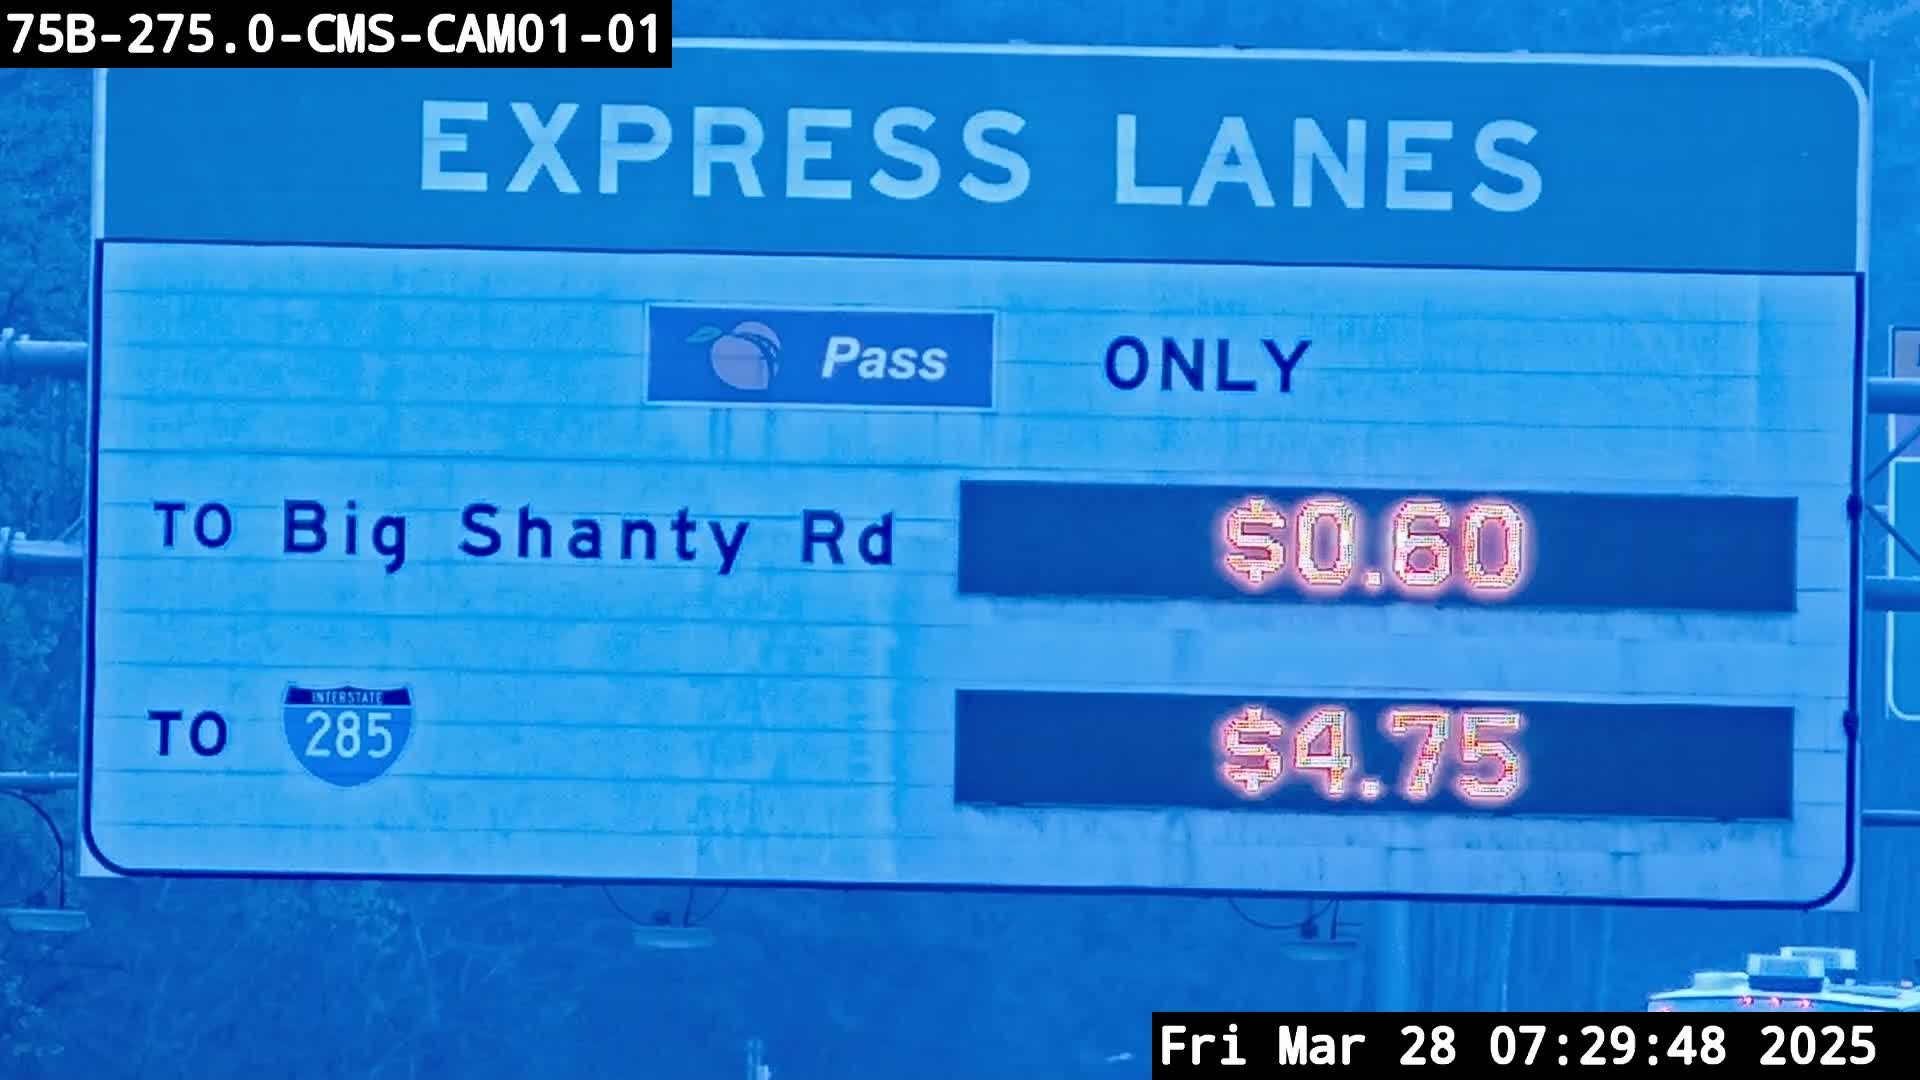 75B-275.0-CMS-CAM01-01
EXPRESS LANES
Pass ONLY
TO Big Shanty Rd $0.60
INTERSTATE
TO 285 $4.75
Fri Mar 28 07:29:48 2025